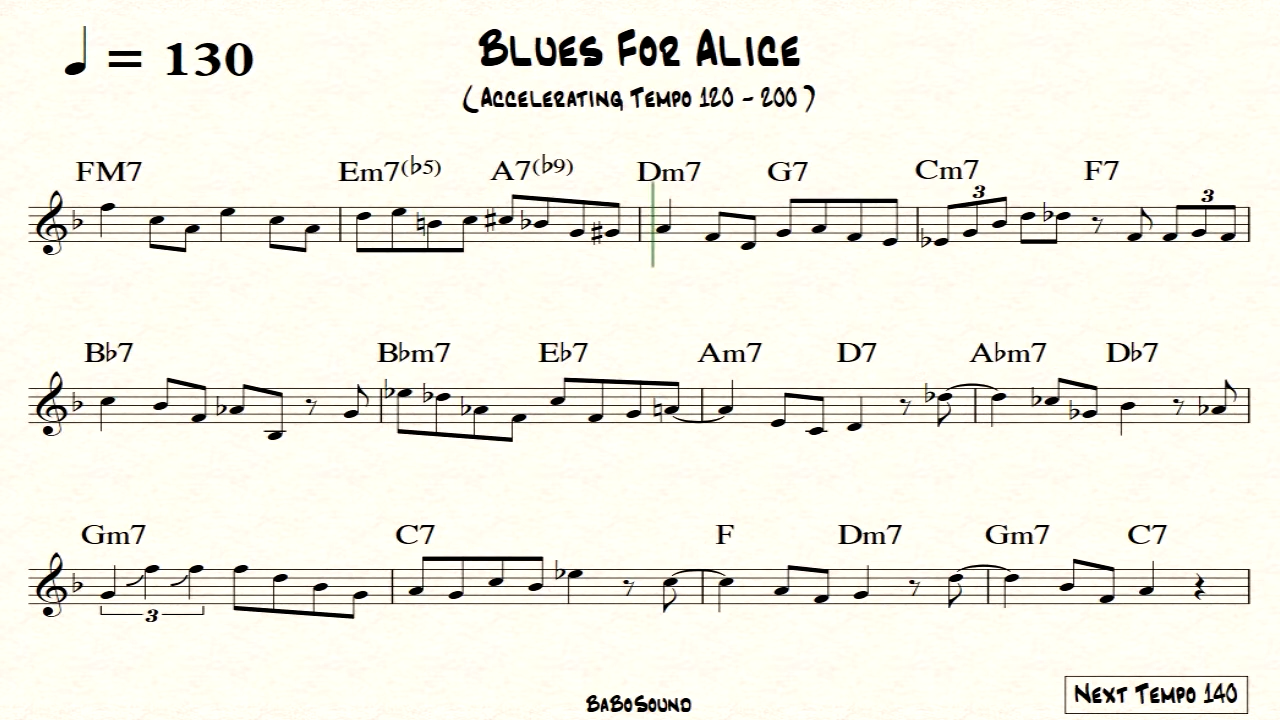 ♩ = 130
BLUES FOR ALICE
(ACCELERATING TEMPO 120 - 200)
FM7 Em7(♭5) A7(♭9) Dm7 G7 Cm7 F7
3 3
B♭7 B♭m7 E♭7 Am7 D7 A♭m7 D♭7
Gm7 C7 F Dm7 Gm7 C7
3
BABOSOUND
NEXT TEMPO 140